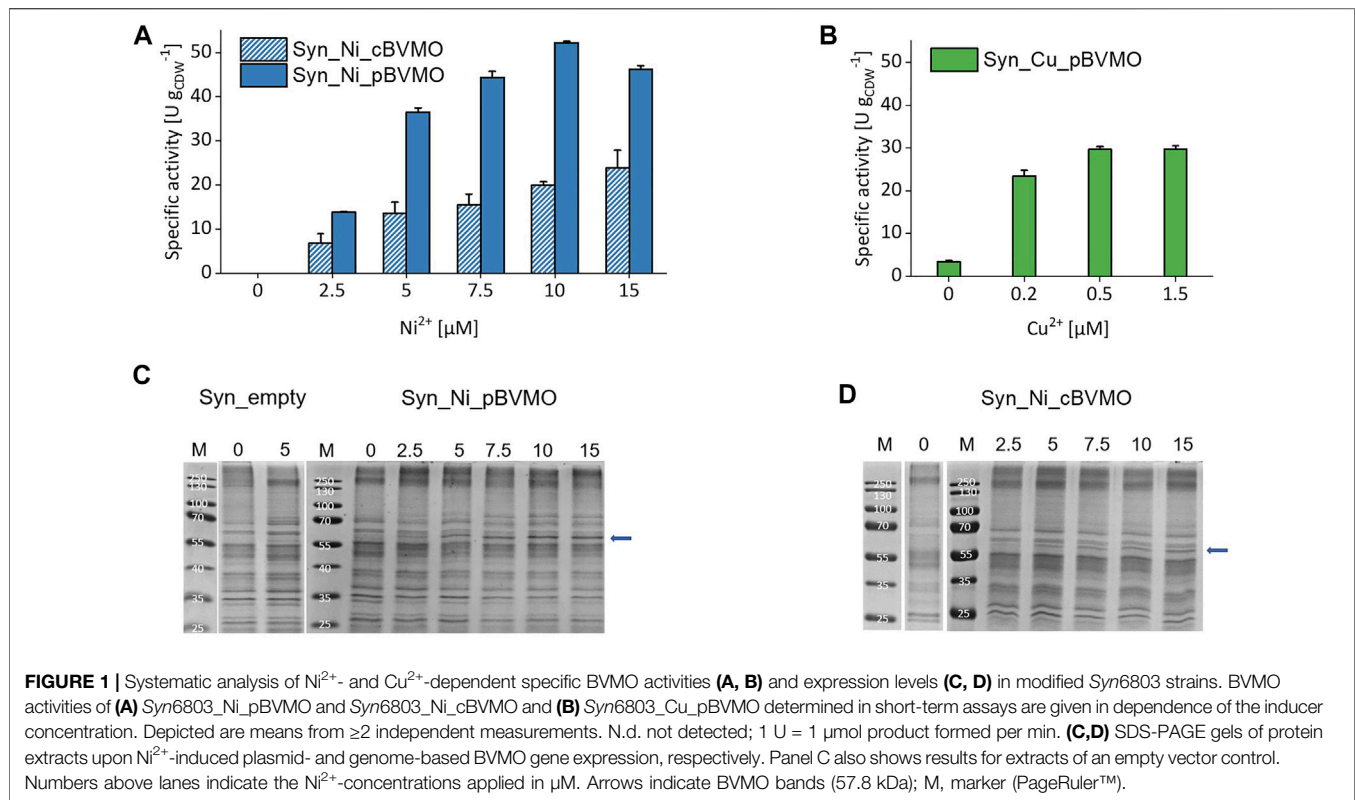 A
Syn_Ni_cBVMO
Syn_Ni_pBVMO
Specific activity [U g_CDW⁻¹]
50
40
30
20
10
0
0 2.5 5 7.5 10 15
Ni²⁺ [µM]
B
Syn_Cu_pBVMO
Specific activity [U g_CDW⁻¹]
50
40
30
20
10
0
0 0.2 0.5 1.5
Cu²⁺ [µM]
C
Syn_empty Syn_Ni_pBVMO
M 0 5 M 0 2.5 5 7.5 10 15
250 250
130 130
100 100
70 70
55 55
40 40
35 35
25 25
D
Syn_Ni_cBVMO
M 0 M 2.5 5 7.5 10 15
250 250
130 130
100 100
70 70
55 55
35 35
25 25
FIGURE 1 | Systematic analysis of Ni²⁺- and Cu²⁺-dependent specific BVMO activities (A, B) and expression levels (C, D) in modified Syn6803 strains. BVMO
activities of (A) Syn6803_Ni_pBVMO and Syn6803_Ni_cBVMO and (B) Syn6803_Cu_pBVMO determined in short-term assays are given in dependence of the inducer
concentration. Depicted are means from ≥2 independent measurements. N.d. not detected; 1 U = 1 µmol product formed per min. (C,D) SDS-PAGE gels of protein
extracts upon Ni²⁺-induced plasmid- and genome-based BVMO gene expression, respectively. Panel C also shows results for extracts of an empty vector control.
Numbers above lanes indicate the Ni²⁺-concentrations applied in µM. Arrows indicate BVMO bands (57.8 kDa); M, marker (PageRuler™).